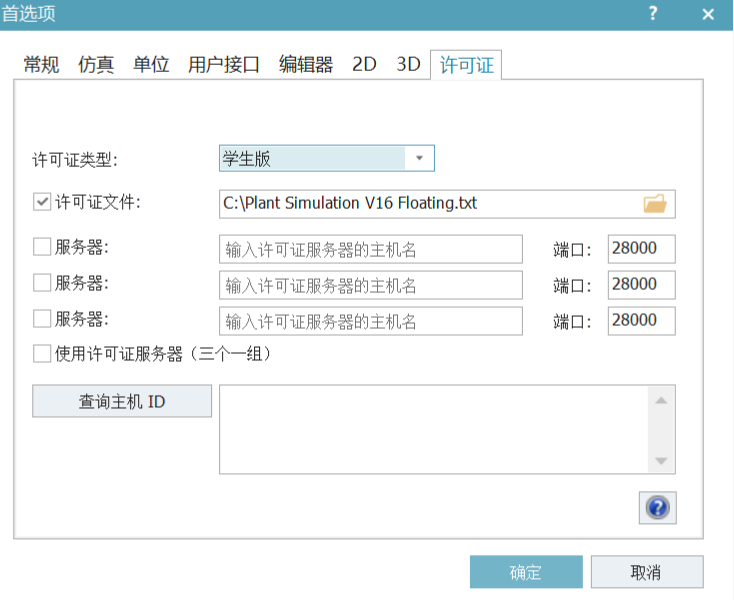 首选项 ? ×
常规 仿真 单位 用户接口 编辑器 2D 3D 许可证
许可证类型: 学生版
许可证文件: C:\Plant Simulation V16 Floating.txt
服务器: 输入许可证服务器的主机名 端口: 28000
服务器: 输入许可证服务器的主机名 端口: 28000
服务器: 输入许可证服务器的主机名 端口: 28000
使用许可证服务器（三个一组）
查询主机 ID
?
确定 取消